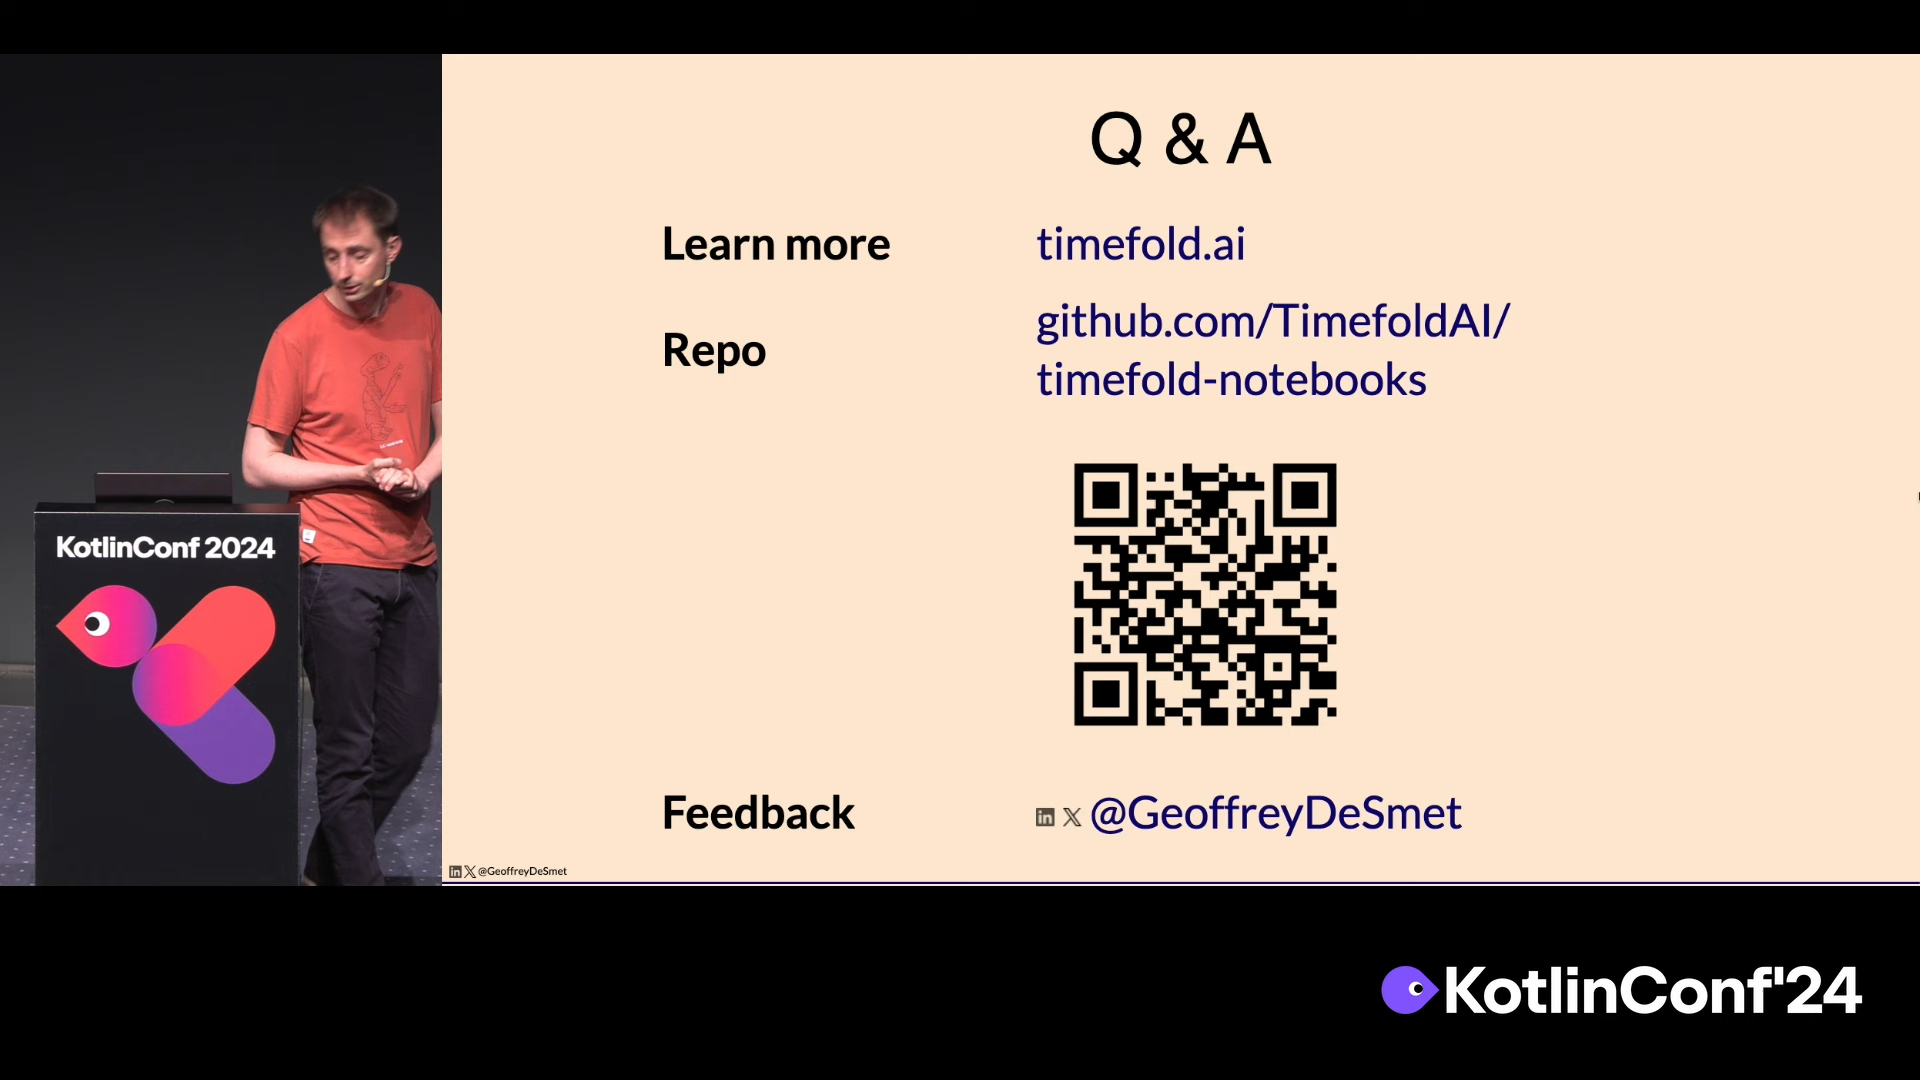 Q & A
Learn more
timefold.ai
Repo
github.com/TimefoldAI/
timefold-notebooks
Feedback
@GeoffreyDeSmet
@GeoffreyDeSmet
KotlinConf 2024
KotlinConf'24